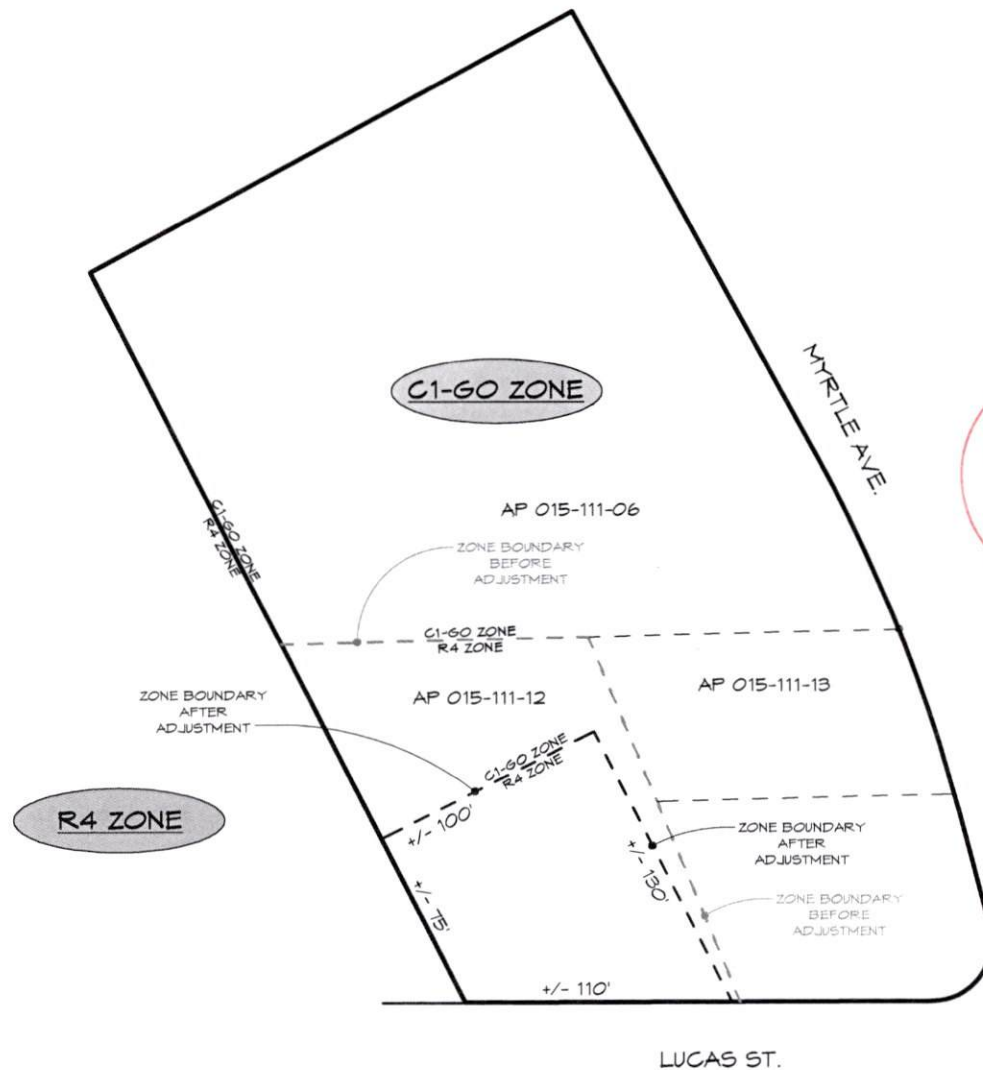 C1-GO ZONE
MYRTLE AVE.
AP 015-111-06
C1-GO ZONE
R4 ZONE
ZONE BOUNDARY
BEFORE
ADJUSTMENT
C1-GO ZONE
R4 ZONE
AP 015-111-12
AP 015-111-13
ZONE BOUNDARY
AFTER
ADJUSTMENT
C1-GO ZONE
R4 ZONE
R4 ZONE
+/- 100'
+/- 75'
+/- 130'
ZONE BOUNDARY
AFTER
ADJUSTMENT
ZONE BOUNDARY
BEFORE
ADJUSTMENT
+/- 110'
LUCAS ST.